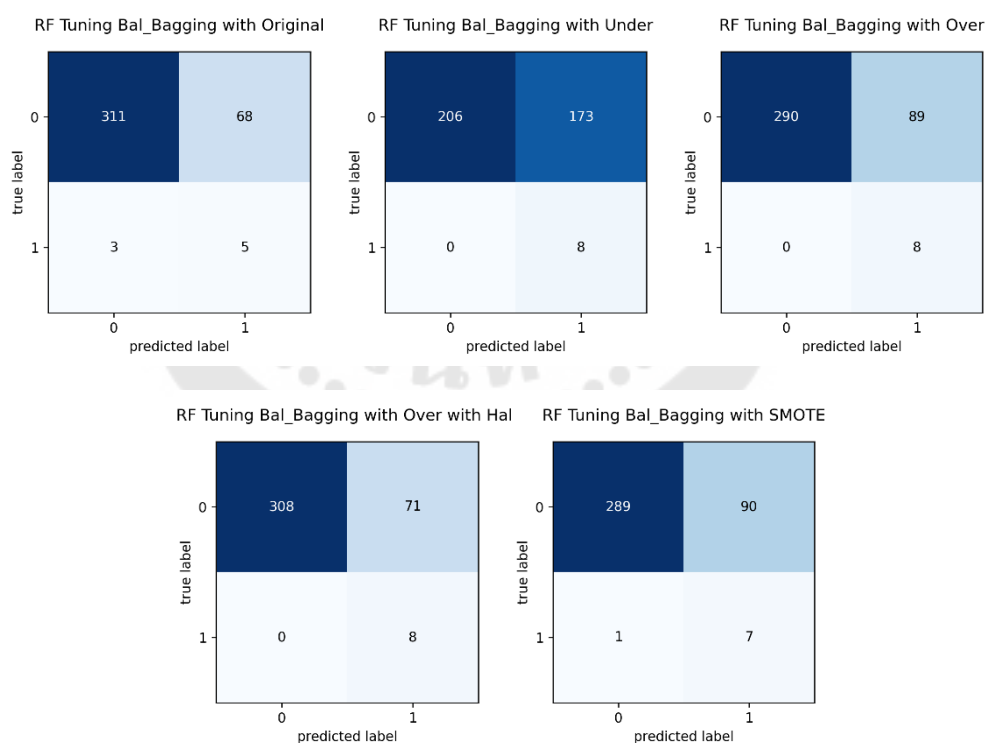 RF Tuning Bal_Bagging with Original
RF Tuning Bal_Bagging with Under
RF Tuning Bal_Bagging with Over
0
311
68
true label
1
3
5
0
1
predicted label
0
206
173
true label
1
0
8
0
1
predicted label
0
290
89
true label
1
0
8
0
1
predicted label
RF Tuning Bal_Bagging with Over with Hal
RF Tuning Bal_Bagging with SMOTE
0
308
71
true label
1
0
8
0
1
predicted label
0
289
90
true label
1
1
7
0
1
predicted label